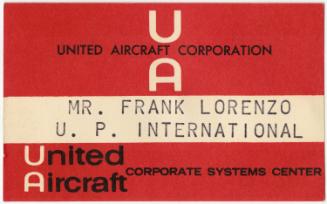 U
UNITED AIRCRAFT CORPORATION
A
MR. FRANK LORENZO
U. P. INTERNATIONAL
United
Aircraft CORPORATE SYSTEMS CENTER